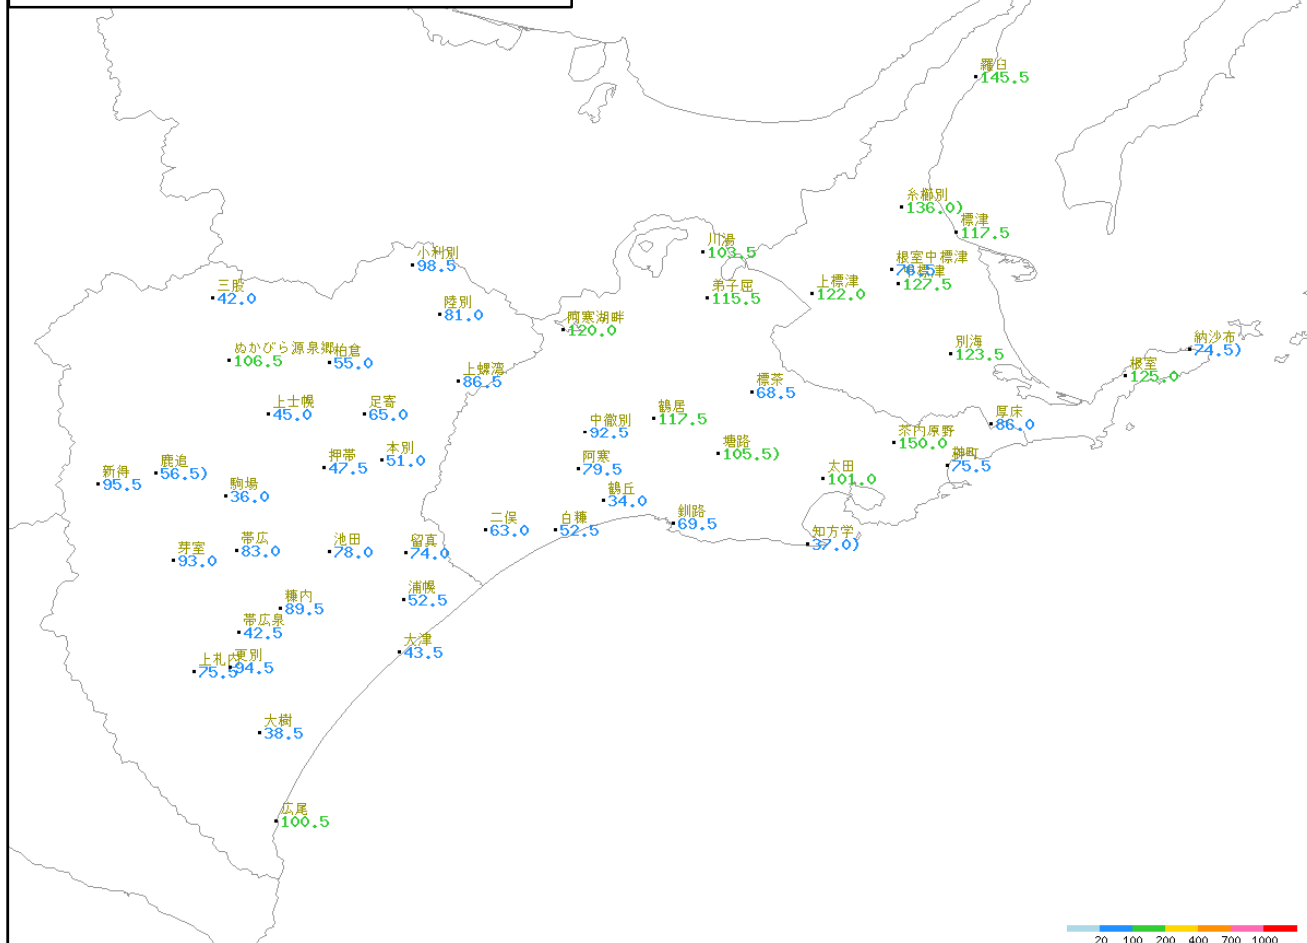 羅臼
145.5
糸櫛別
136.0)
標津
117.5
川湯
103.5
小利別
98.5
根室中標津
76.5
中標津
127.5
三股
42.0
弟子屈
115.5
上標津
122.0
陸別
81.0
阿寒湖畔
120.0
納沙布
74.5)
ぬかびら源泉郷
106.5
柏倉
55.0
別海
123.5
根室
125.0
上螺湾
86.5
標茶
68.5
上士幌
45.0
足寄
65.0
鶴居
117.5
厚床
86.0
中徹別
92.5
茶内原野
150.0
本別
51.0
押帯
47.5
塘路
105.5)
鹿追
56.5)
新得
95.5
阿寒
79.5
太田
101.0
榊町
75.5
駒場
36.0
鶴丘
34.0
釧路
69.5
二俣
63.0
白糠
52.5
知方学
37.0)
帯広
83.0
池田
78.0
留真
74.0
芽室
93.0
浦幌
52.5
糠内
89.5
帯広泉
42.5
大津
43.5
上札内
75.5
更別
94.5
大樹
38.5
広尾
100.5
20 100 200 400 700 1000